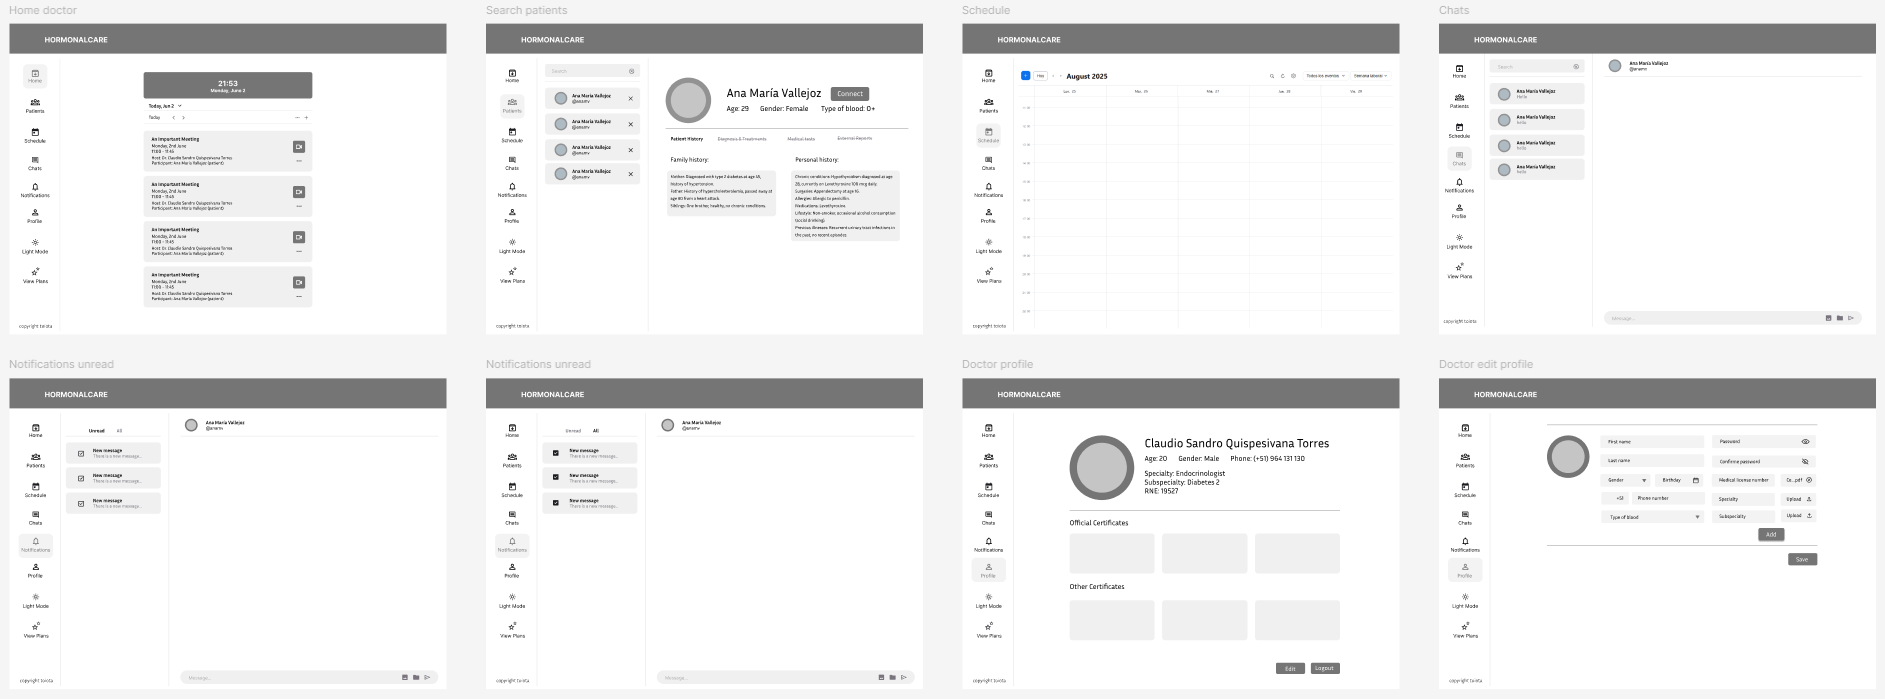 Home doctor
HORMONALCARE
Home
Patients
Schedule
Chats
Notifications
Profile
Light Mode
View Plans
copyright toirota
21:53
Monday, June 2
Today, Jun 2
Today
An Important Meeting
Monday, 2nd June
11:00 - 11:45
Host: Dr. Claudio Sandro Quispesivana Torres
Participant: Ana María Vallejoz (patient)
An Important Meeting
Monday, 2nd June
11:00 - 11:45
Host: Dr. Claudio Sandro Quispesivana Torres
Participant: Ana María Vallejoz (patient)
An Important Meeting
Monday, 2nd June
11:00 - 11:45
Host: Dr. Claudio Sandro Quispesivana Torres
Participant: Ana María Vallejoz (patient)
An Important Meeting
Monday, 2nd June
11:00 - 11:45
Host: Dr. Claudio Sandro Quispesivana Torres
Participant: Ana María Vallejoz (patient)
Search patients
HORMONALCARE
Home
Patients
Schedule
Chats
Notifications
Profile
Light Mode
View Plans
Search
Ana María Vallejoz
@anamv
Ana María Vallejoz
@anamv
Ana María Vallejoz
@anamv
Ana María Vallejoz
@anamv
Ana María Vallejoz
Connect
Age: 29 Gender: Female Type of blood: O+
Patient History Diagnosis & Treatments Medical tests External Reports
Family history:
Mother: Diagnosed with type 2 diabetes at age 45,
history of hypertension.
Father: History of hypercholesterolemia, passed away at
age 60 from a heart attack.
Siblings: One brother, healthy, no chronic conditions.
Personal history:
Chronic conditions: Hypothyroidism diagnosed at age
25, currently on Levothyroxine 100 mcg daily.
Surgeries: Appendectomy at age 16.
Allergies: Allergic to penicillin.
Medications: Levothyroxine.
Lifestyle: Non-smoker, occasional alcohol consumption
(social drinking).
Previous illnesses: Recurrent urinary tract infections in
the past, no recent episodes.
Schedule
HORMONALCARE
Home
Patients
Schedule
Chats
Notifications
Profile
Light Mode
View Plans
Hoy
August 2025
Todos los eventos
Semana laboral
Lun. 25
Mar. 26
Mié. 27
Jue. 28
Vie. 29
Chats
HORMONALCARE
Home
Patients
Schedule
Chats
Notifications
Profile
Light Mode
View Plans
Search
Ana María Vallejoz
Hello
Ana María Vallejoz
hello
Ana María Vallejoz
hello
Ana María Vallejoz
hello
Ana María Vallejoz
@anamv
Message...
Notifications unread
HORMONALCARE
Home
Patients
Schedule
Chats
Notifications
Profile
Light Mode
View Plans
Unread All
New message
There is a new message...
New message
There is a new message...
New message
There is a new message...
Ana María Vallejoz
@anamv
Message...
Notifications unread
HORMONALCARE
Home
Patients
Schedule
Chats
Notifications
Profile
Light Mode
View Plans
Unread All
New message
There is a new message...
New message
There is a new message...
New message
There is a new message...
Ana María Vallejoz
@anamv
Message...
Doctor profile
HORMONALCARE
Home
Patients
Schedule
Chats
Notifications
Profile
Light Mode
View Plans
Claudio Sandro Quispesivana Torres
Age: 20 Gender: Male Phone: (+51) 964 131 130
Specialty: Endocrinologist
Subspecialty: Diabetes 2
RNE: 19527
Official Certificates
Other Certificates
Edit
Logout
Doctor edit profile
HORMONALCARE
Home
Patients
Schedule
Chats
Notifications
Profile
Light Mode
View Plans
First name
Password
Last name
Confirme password
Gender
Birthday
Medical license number
Ce...pdf
+51
Phone number
Specialty
Upload
Type of blood
Subspecialty
Upload
Add
Save